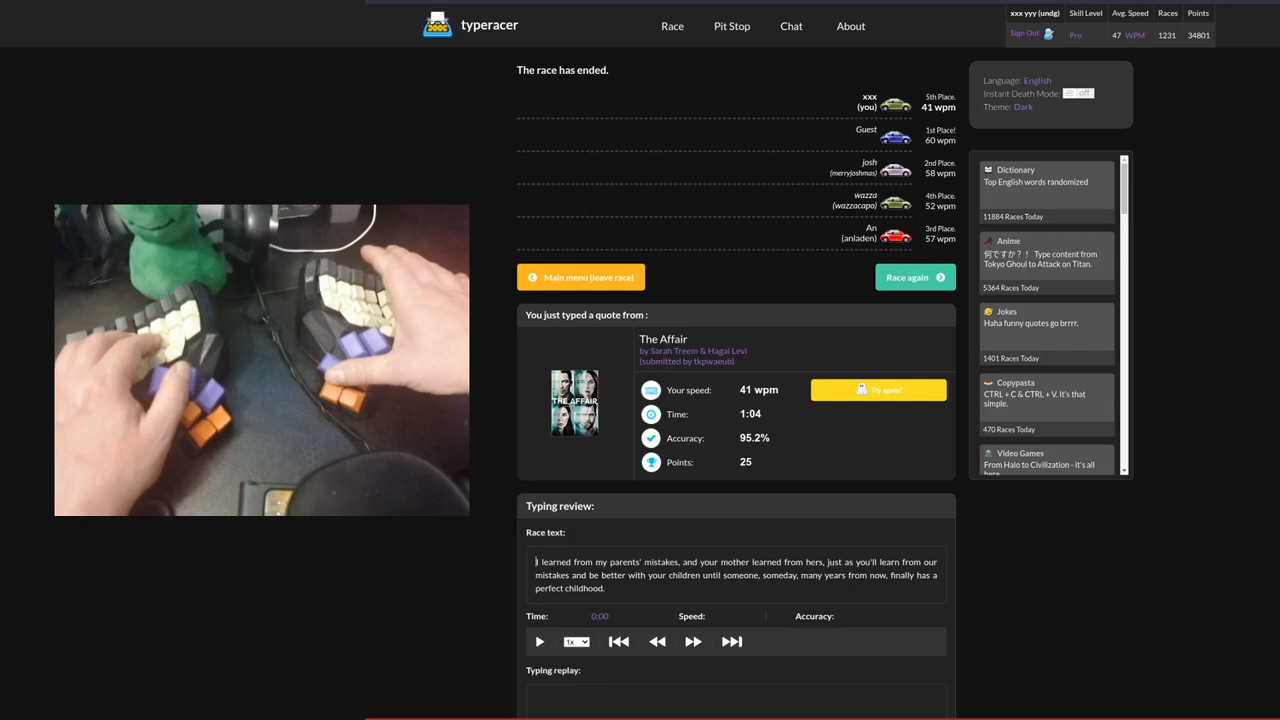 typeracer
Race
Pit Stop
Chat
About
xxx yyy (undg)
Skill Level
Avg. Speed
Races
Points
Sign Out
Pro
47 WPM
1231
34801
The race has ended.
xxx
(you)
5th Place.
41 wpm
Guest
1st Place!
60 wpm
josh
(merryjoshmas)
2nd Place.
58 wpm
wazza
(wazzacapo)
4th Place.
52 wpm
An
(anladen)
3rd Place.
57 wpm
Main menu (leave race)
Race again
Language: English
Instant Death Mode: off
Theme: Dark
Dictionary
Top English words randomized
11884 Races Today
Anime
何ですか？！ Type content from
Tokyo Ghoul to Attack on Titan.
5364 Races Today
Jokes
Haha funny quotes go brrrr.
1401 Races Today
Copypasta
CTRL + C & CTRL + V. It's that
simple.
470 Races Today
Video Games
From Halo to Civilization - it's all
here.
You just typed a quote from :
THE AFFAIR
The Affair
by Sarah Treem & Hagai Levi
(submitted by tkpwaeub)
Your speed: 41 wpm
Try again?
Time: 1:04
Accuracy: 95.2%
Points: 25
Typing review:
Race text:
I learned from my parents' mistakes, and your mother learned from hers, just as you'll learn from our
mistakes and be better with your children until someone, someday, many years from now, finally has a
perfect childhood.
Time: 0:00 Speed: Accuracy:
1x
Typing replay: